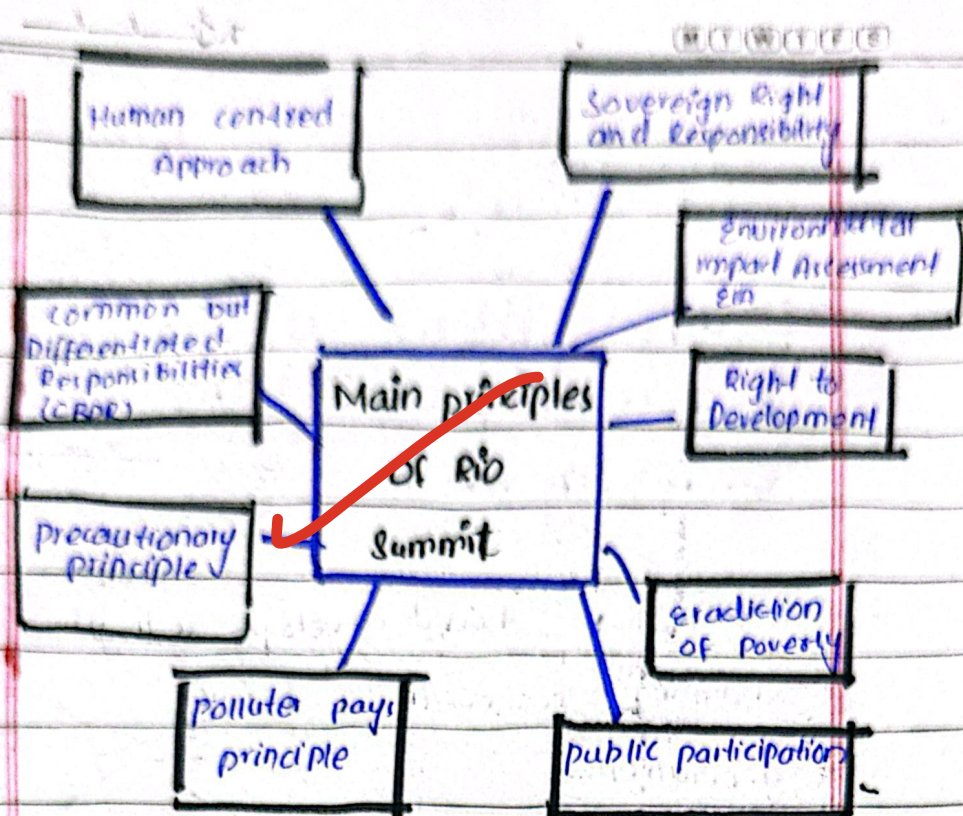 M T W T F S
Human centred
Approach
Sovereign Right
and Responsibility
Environmental
Impact Assessment
EIA
Common but
Differentiated
Responsibilities
(CBDR)
Main principles
of Rio
Summit
Right to
Development
Precautionary
principle
Eradiction
of poverty
Polluter pays
principle
public participation